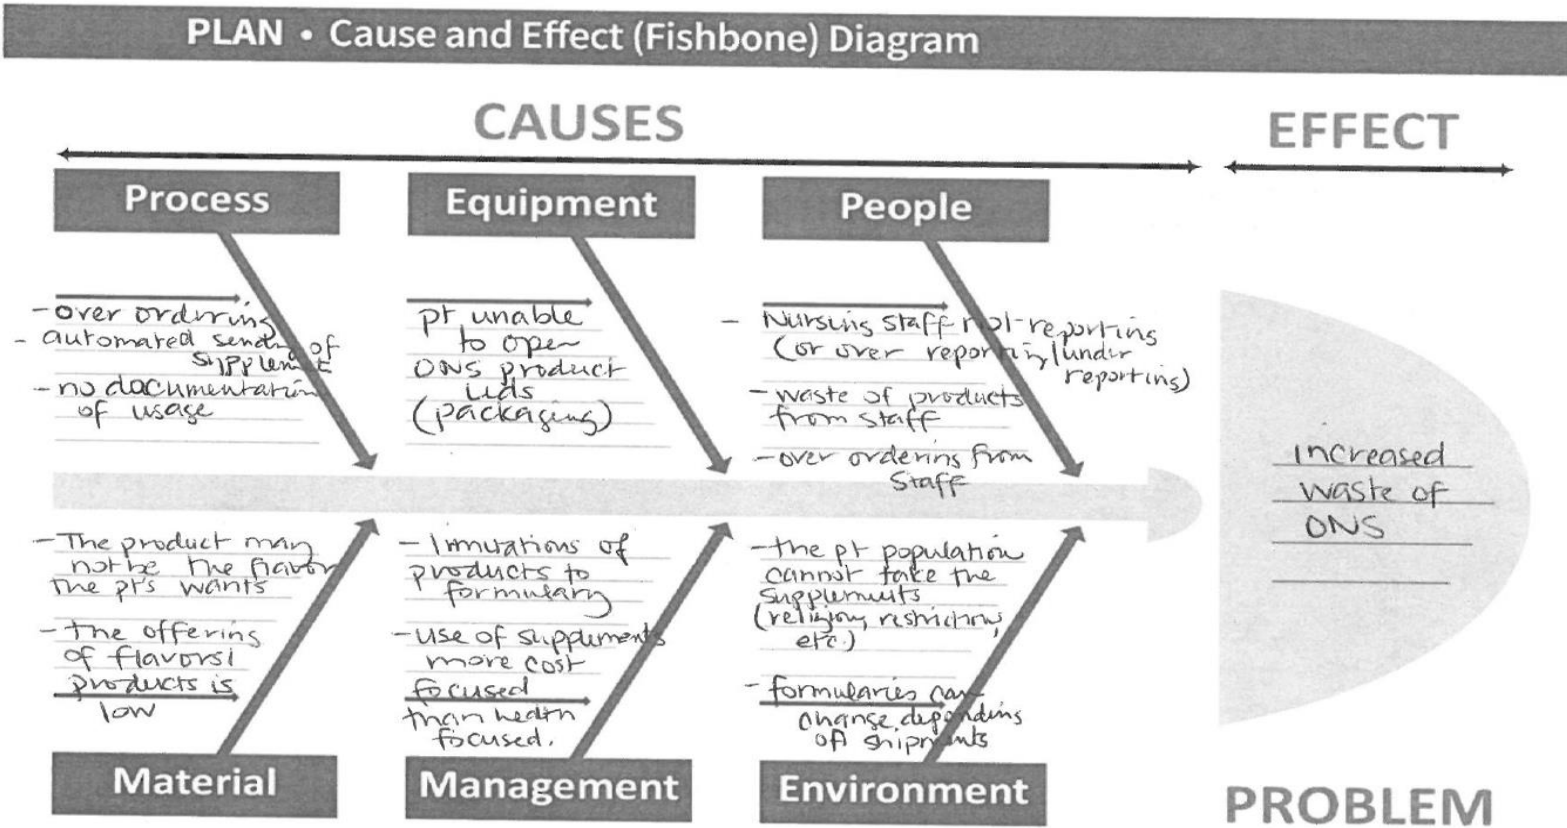 PLAN • Cause and Effect (Fishbone) Diagram
CAUSES
EFFECT
Process
Equipment
People
- over ordering
- automated sending of
supplement
- no documentation
of usage
pt unable
to open
ONS product
Lids
(packaging)
- Nursing staff not reporting
(or over reporting/under
reporting)
- waste of products
from staff
- over ordering from
Staff
increased
waste of
ONS
- The product may
not be the flavor
the pt's wants
- the offering
of flavors/
products is
low
- limitations of
products to
formulary
- use of supplements
more cost
focused
than health
focused.
- the pt population
cannot take the
supplements
(religion, restrictions,
etc.)
- formularies can
change depending
of shipments
Material
Management
Environment
PROBLEM